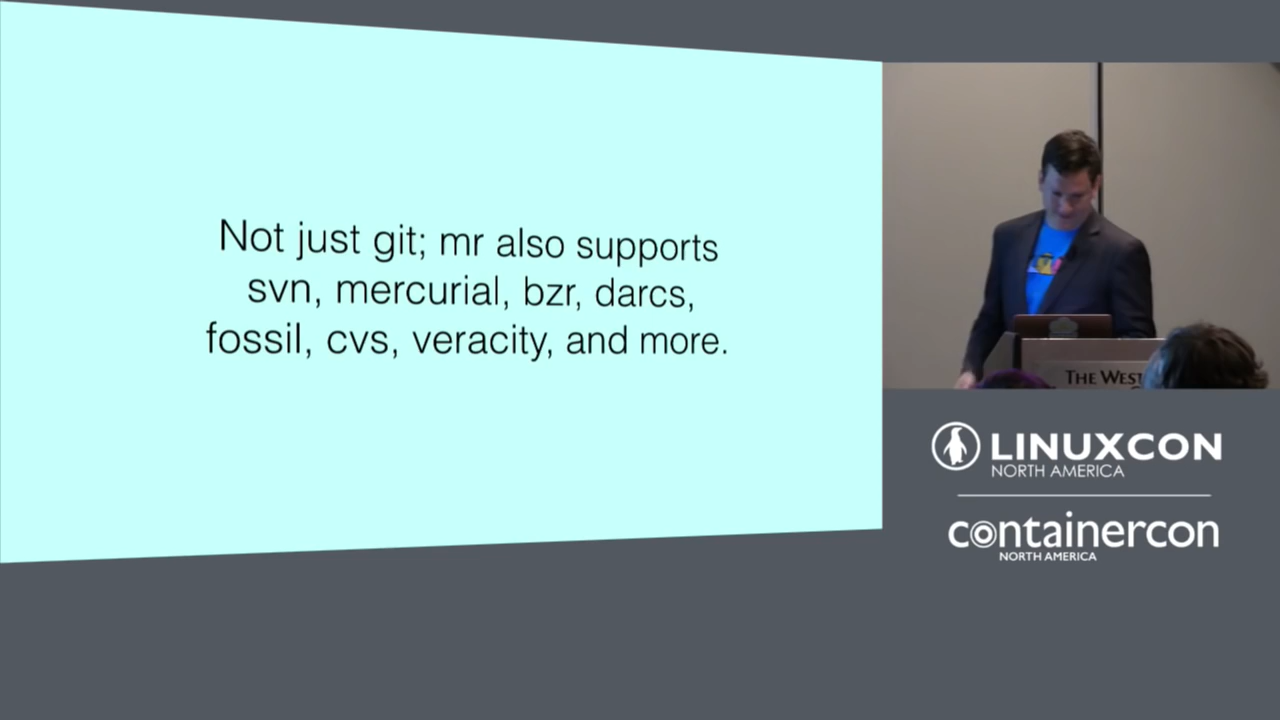 Not just git; mr also supports
svn, mercurial, bzr, darcs,
fossil, cvs, veracity, and more.
THE WEST
LINUXCON
NORTH AMERICA
containercon
NORTH AMERICA